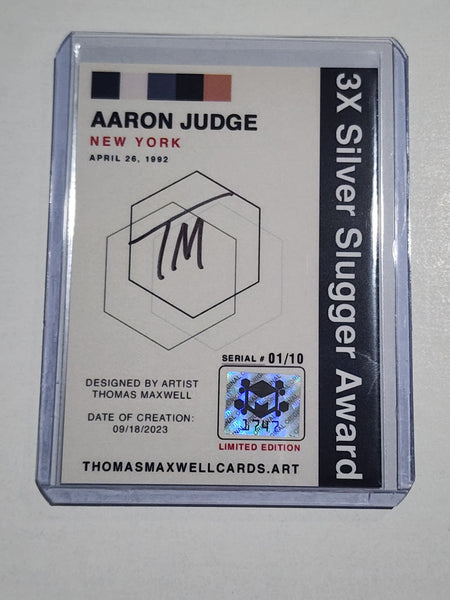 AARON JUDGE
NEW YORK
APRIL 26, 1992
TM
SERIAL # 01/10
DESIGNED BY ARTIST
THOMAS MAXWELL
DATE OF CREATION:
09/18/2023
1747
LIMITED EDITION
THOMASMAXWELLCARDS.ART
3X Silver Slugger Award